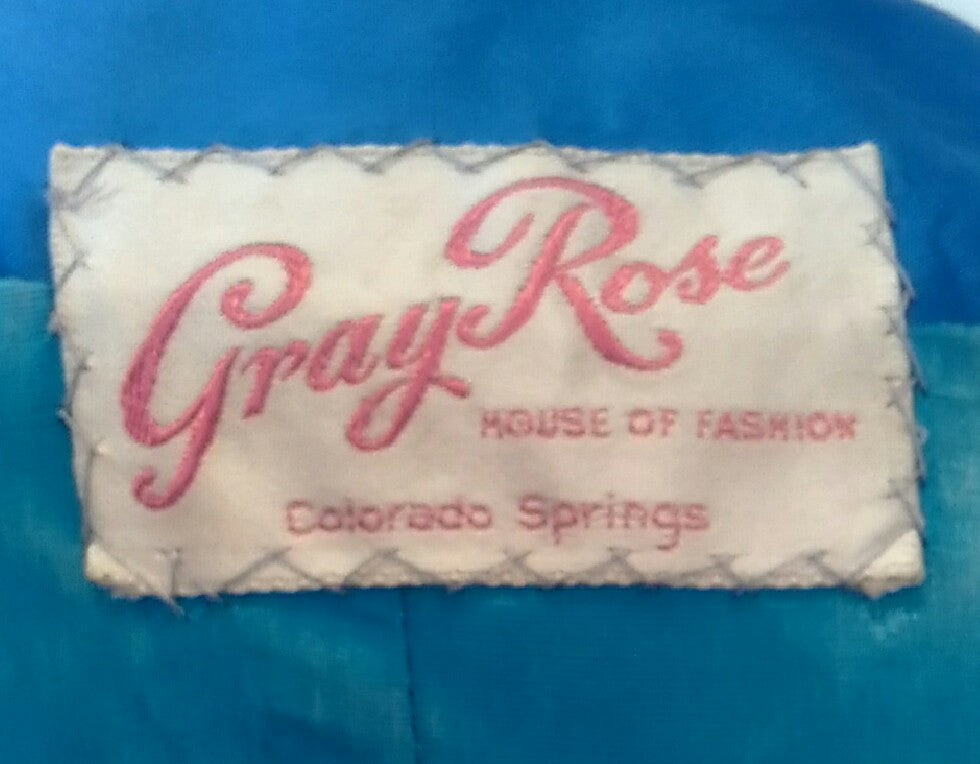 Gray Rose
HOUSE OF FASHION
Colorado Springs